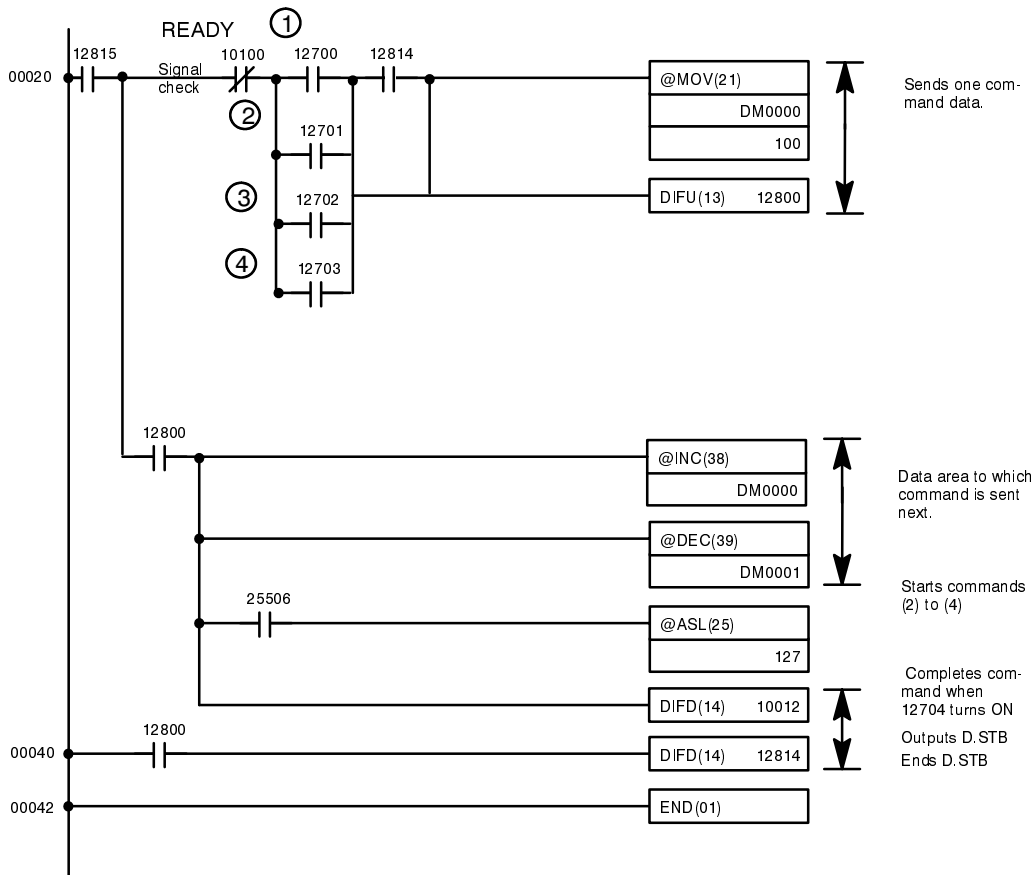 READY
1
12815
10100
12700
12814
00020
Signal
check
@MOV(21)
DM0000
100
Sends one com-
mand data.
2
12701
3
12702
DIFU(13) 12800
4
12703
12800
@INC(38)
DM0000
Data area to which
command is sent
next.
@DEC(39)
DM0001
Starts commands
(2) to (4)
25506
@ASL(25)
127
Completes com-
mand when
12704 turns ON
DIFD(14) 10012
Outputs D.STB
Ends D.STB
12800
00040
DIFD(14) 12814
00042
END(01)